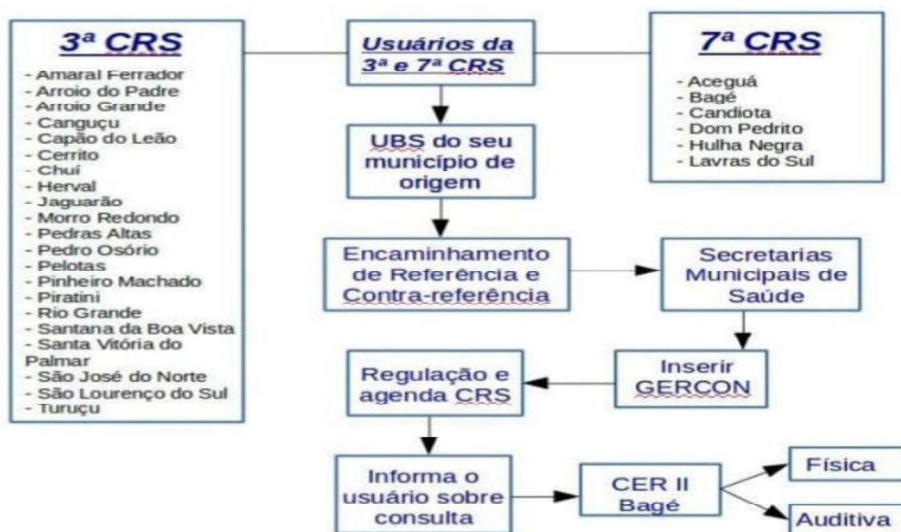 3ª CRS
- Amaral Ferrador
- Arroio do Padre
- Arroio Grande
- Canguçu
- Capão do Leão
- Cerrito
- Chuí
- Herval
- Jaguarão
- Morro Redondo
- Pedras Altas
- Pedro Osório
- Pelotas
- Pinheiro Machado
- Piratini
- Rio Grande
- Santana da Boa Vista
- Santa Vitória do
Palmar
- São José do Norte
- São Lourenço do Sul
- Turuçu
Usuários da
3ª e 7ª CRS
7ª CRS
- Aceguá
- Bagé
- Candiota
- Dom Pedrito
- Hulha Negra
- Lavras do Sul
UBS do seu
município de
origem
Encaminhamento
de Referência e
Contra-referência
Secretarias
Municipais de
Saúde
Inserir
GERCON
Regulação e
agenda CRS
Informa o
usuário sobre
consulta
CER II
Bagé
Física
Auditiva